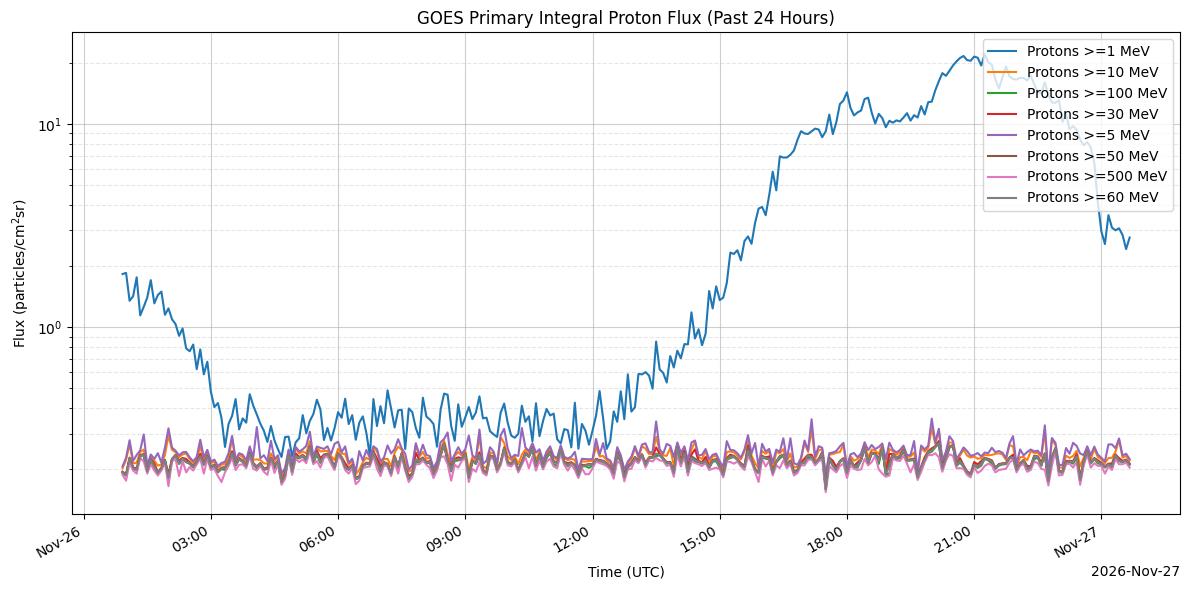 GOES Primary Integral Proton Flux (Past 24 Hours)
Flux (particles/cm²sr)
10¹
10⁰
Protons >=1 MeV
Protons >=10 MeV
Protons >=100 MeV
Protons >=30 MeV
Protons >=5 MeV
Protons >=50 MeV
Protons >=500 MeV
Protons >=60 MeV
Nov-26 03:00 06:00 09:00 12:00 15:00 18:00 21:00 Nov-27
Time (UTC)
2026-Nov-27